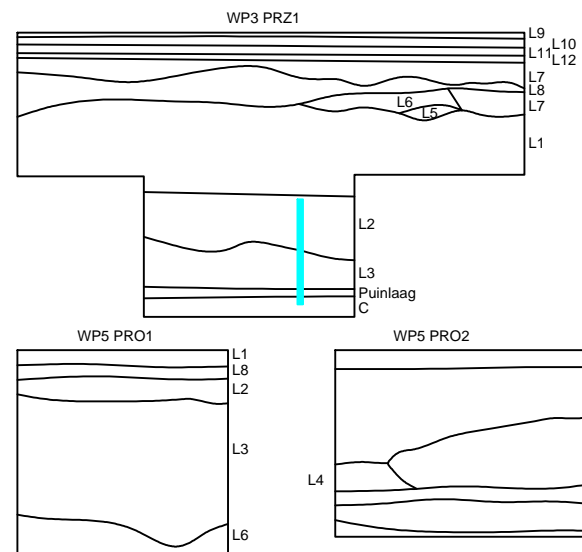 WP3 PRZ1
L9
L10
L11
L12
L7
L8
L6
L7
L5
L1
L2
L3
Puinlaag
C
WP5 PRO1
WP5 PRO2
L1
L8
L2
L3
L4
L6